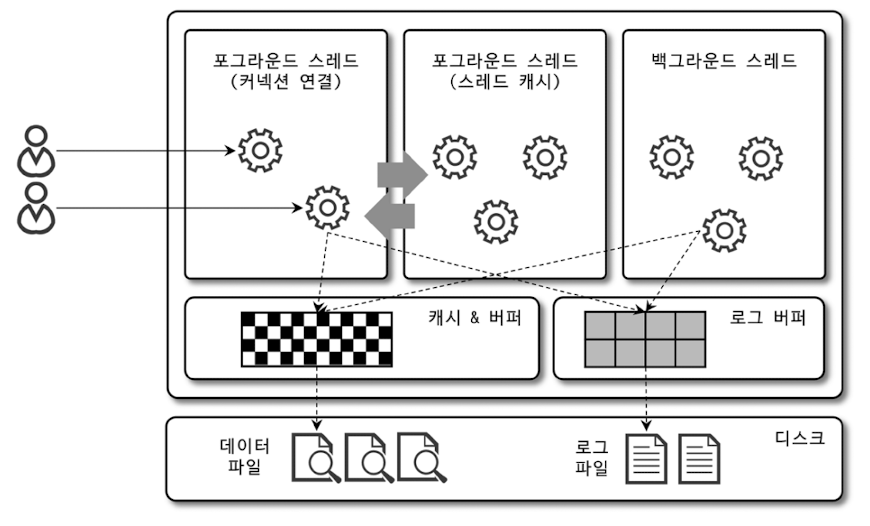 포그라운드 스레드
(커넥션 연결)
포그라운드 스레드
(스레드 캐시)
백그라운드 스레드
캐시 & 버퍼
로그 버퍼
디스크
데이터
파일
로그
파일